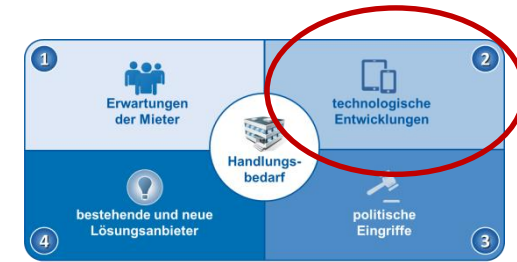 1
Erwartungen
der Mieter
2
technologische
Entwicklungen
Handlungs-
bedarf
4
bestehende und neue
Lösungsanbieter
politische
Eingriffe
3